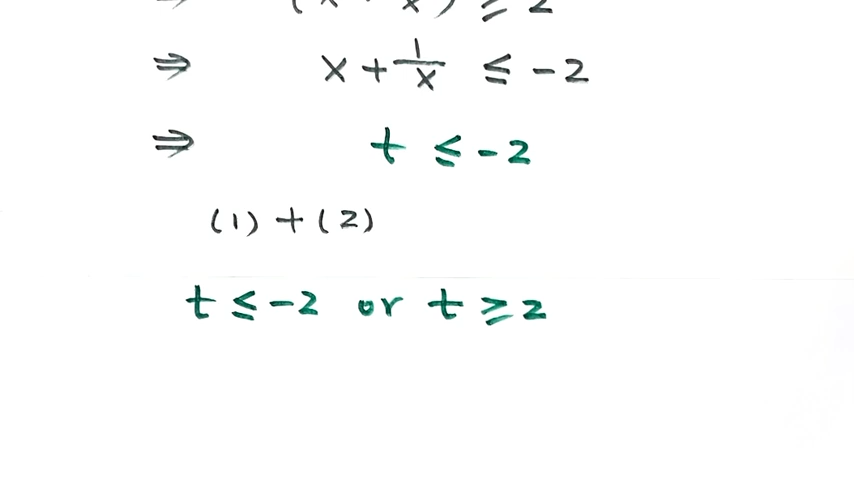 ⇒ x + 1/x ≤ -2
⇒ t ≤ -2
(1) + (2)
t ≤ -2 or t ≥ 2